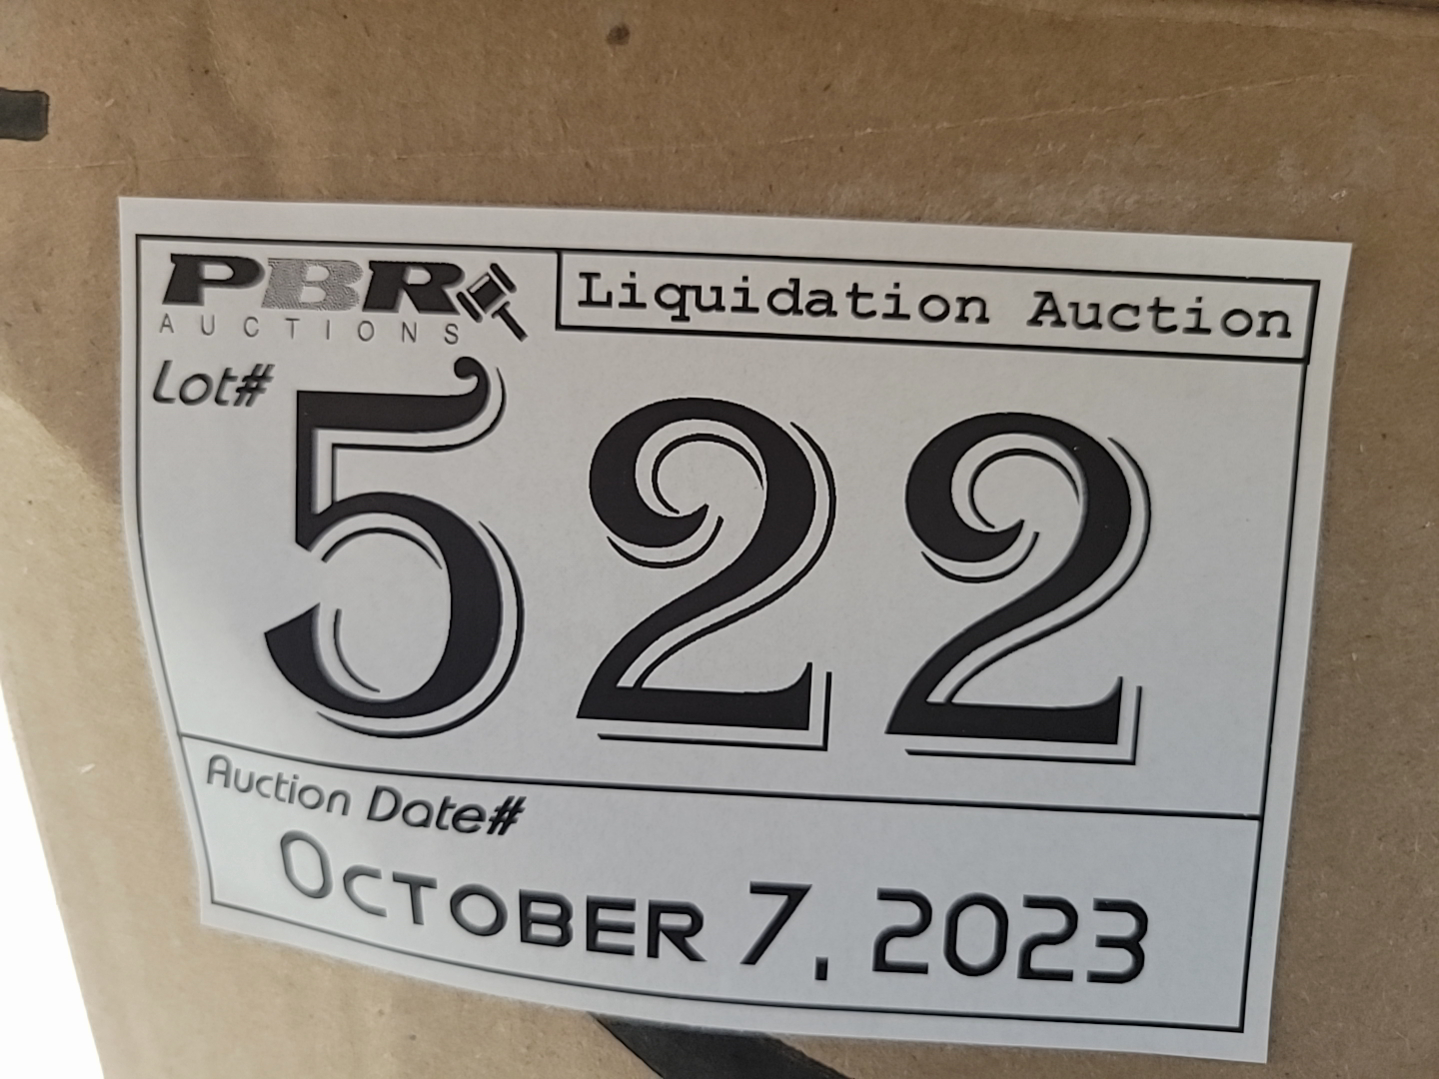 PBR
AUCTIONS
Liquidation Auction
Lot#
522
Auction Date#
OCTOBER 7, 2023